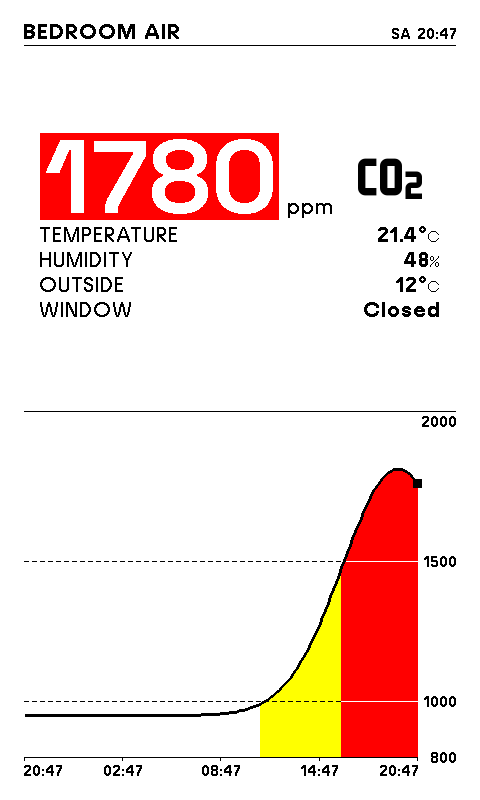 BEDROOM AIR SA 20:47
1780 ppm CO₂
TEMPERATURE 21.4°C
HUMIDITY 48%
OUTSIDE 12°C
WINDOW Closed
2000
1500
1000
800
20:47 02:47 08:47 14:47 20:47